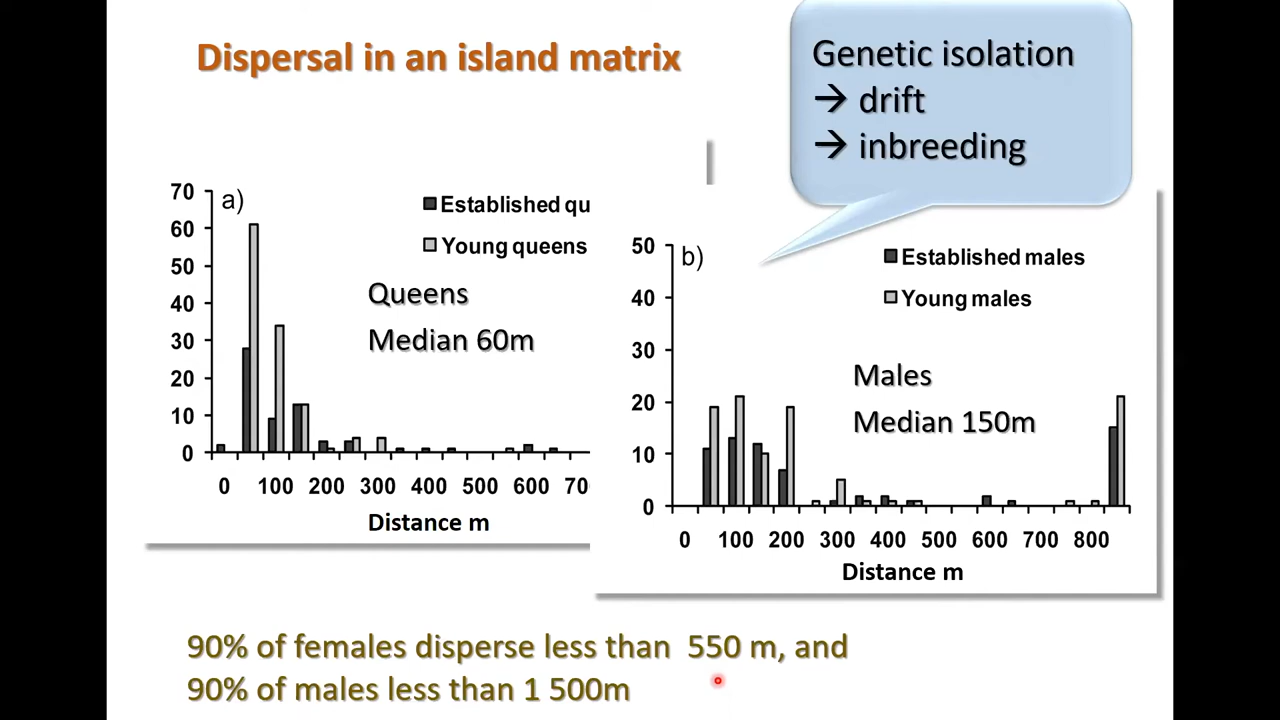 Dispersal in an island matrix
Genetic isolation
→ drift
→ inbreeding
a)
Established qu
Young queens
Queens
Median 60m
70
60
50
40
30
20
10
0
0 100 200 300 400 500 600 70
Distance m
b)
Established males
Young males
Males
Median 150m
50
40
30
20
10
0
0 100 200 300 400 500 600 700 800
Distance m
90% of females disperse less than 550 m, and
90% of males less than 1 500m